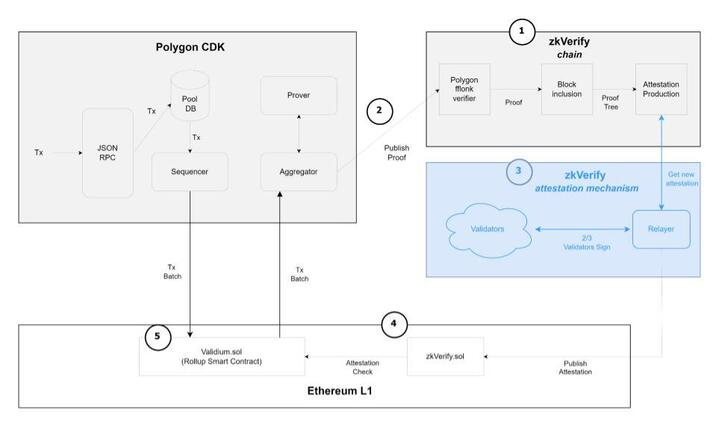 Polygon CDK
Tx
JSON
RPC
Tx
Pool
DB
Tx
Sequencer
Prover
Aggregator
2
Publish
Proof
1
zkVerify
chain
Polygon
fflonk
verifier
Proof
Block
inclusion
Proof
Tree
Attestation
Production
3
zkVerify
attestation mechanism
Get new
attestation
Validators
2/3
Validators Sign
Relayer
Tx
Batch
Tx
Batch
5
Validium.sol
(Rollup Smart Contract)
4
Attestation
Check
zkVerify.sol
Publish
Attestation
Ethereum L1